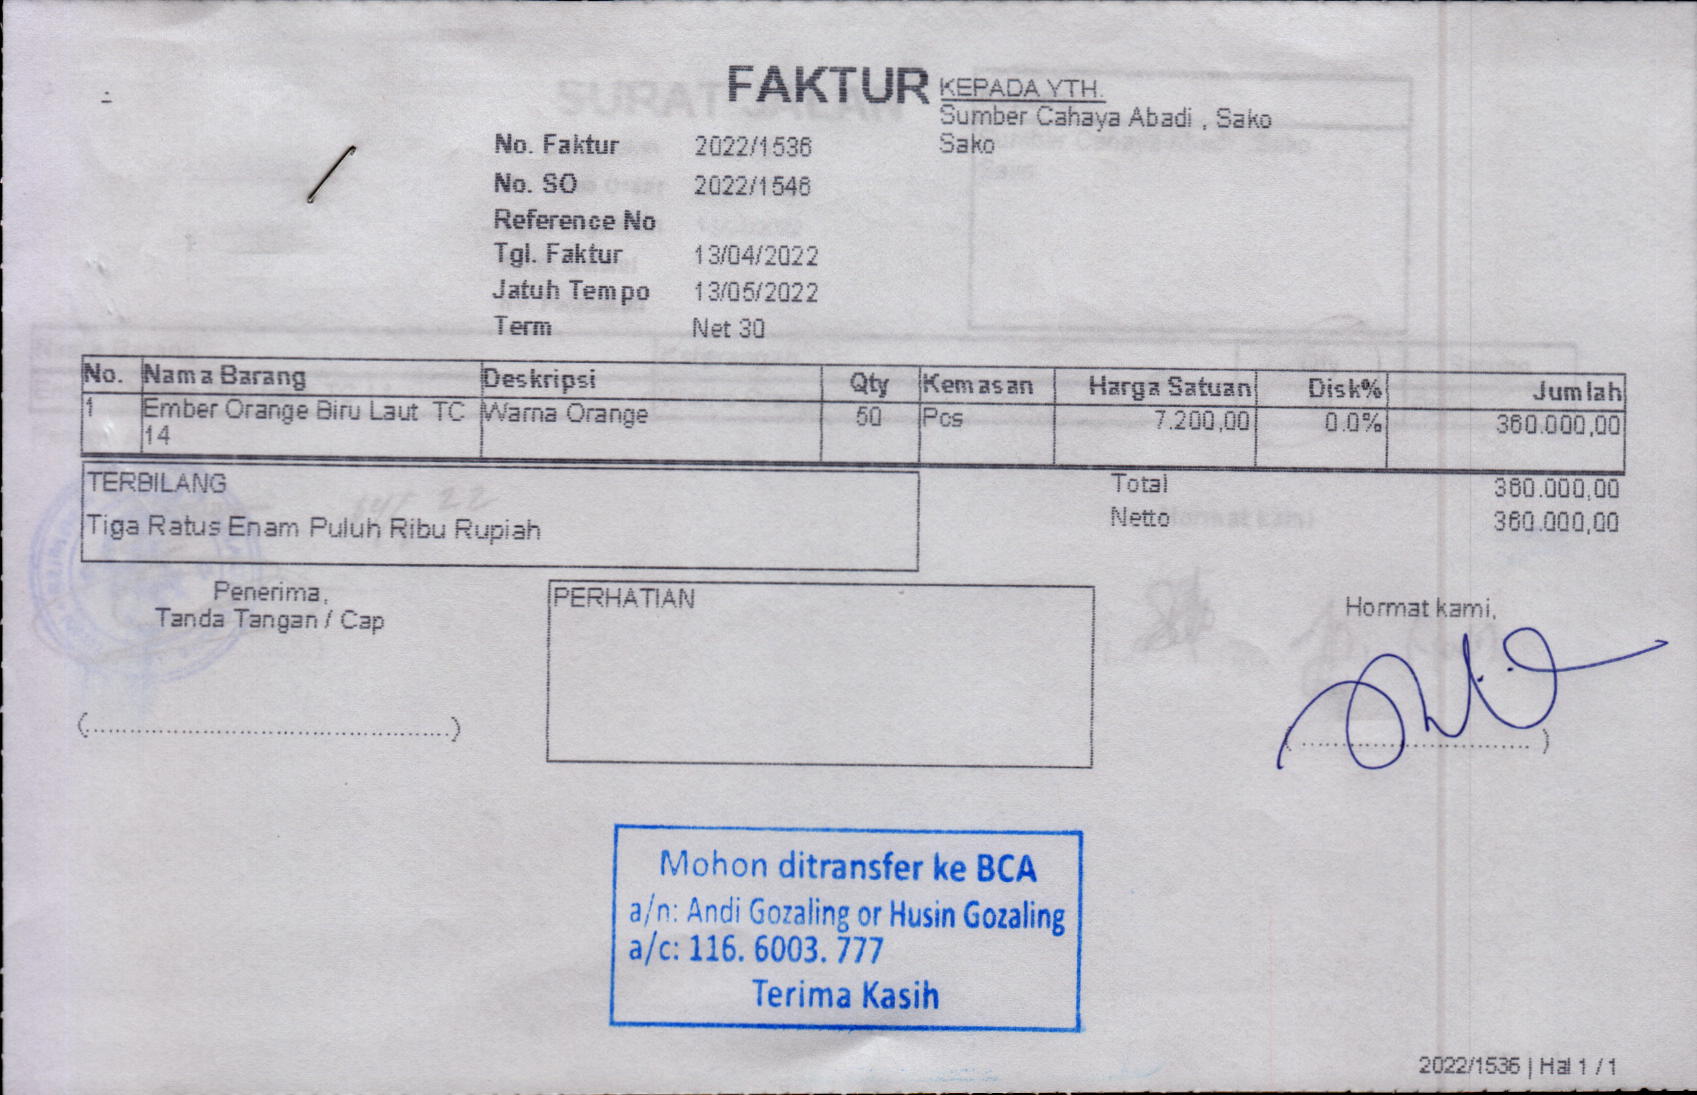 FAKTUR
KEPADA YTH.
Sumber Cahaya Abadi , Sako
Sako
No. Faktur 2022/1536
No. SO 2022/1546
Reference No
Tgl. Faktur 13/04/2022
Jatuh Tempo 13/05/2022
Term Net 30
No. Nama Barang Deskripsi Qty Kemasan Harga Satuan Disk% Jumlah
1 Ember Orange Biru Laut TC 14 Warna Orange 50 Pcs 7.200,00 0.0% 360.000,00
TERBILANG
Tiga Ratus Enam Puluh Ribu Rupiah
Total 360.000,00
Netto 360.000,00
Penerima,
Tanda Tangan / Cap
PERHATIAN
Hormat kami,
Mohon ditransfer ke BCA
a/n: Andi Gozaling or Husin Gozaling
a/c: 116. 6003. 777
Terima Kasih
2022/1536 | Hal 1 / 1